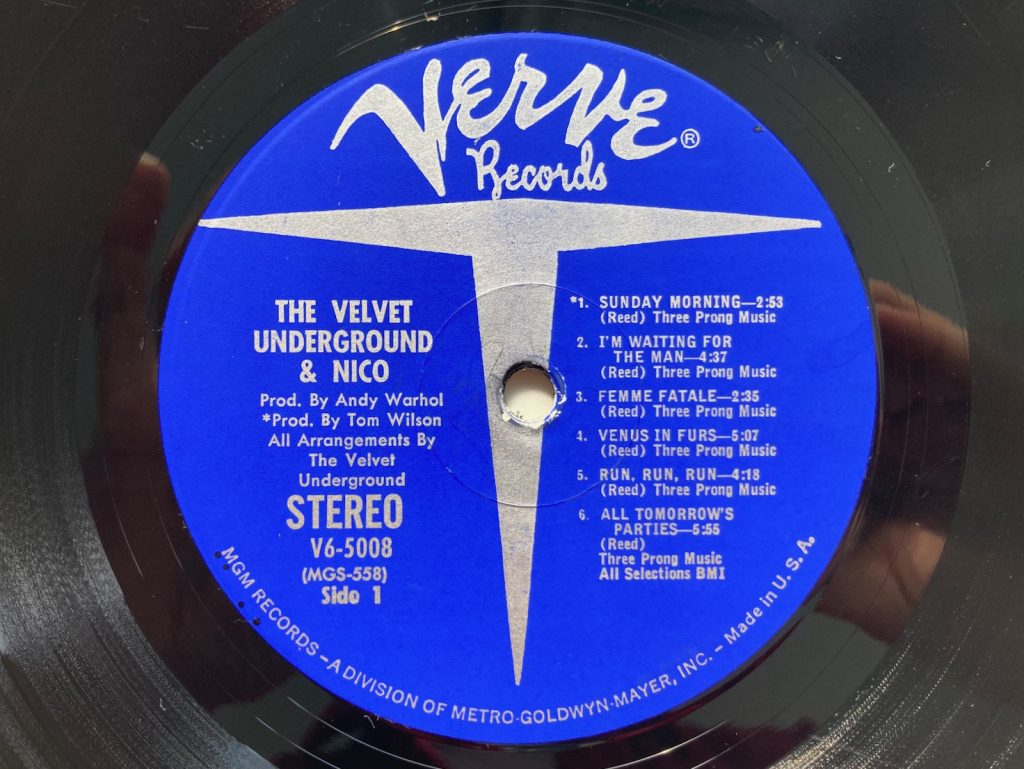 Verve ®
Records
THE VELVET
UNDERGROUND
& NICO
Prod. By Andy Warhol
*Prod. By Tom Wilson
All Arrangements By
The Velvet
Underground
STEREO
V6-5008
(MGS-558)
Side 1
*1. SUNDAY MORNING—2:53
(Reed) Three Prong Music
2. I'M WAITING FOR
THE MAN—4:37
(Reed) Three Prong Music
3. FEMME FATALE—2:35
(Reed) Three Prong Music
4. VENUS IN FURS—5:07
(Reed) Three Prong Music
5. RUN, RUN, RUN—4:18
(Reed) Three Prong Music
6. ALL TOMORROW'S
PARTIES—5:55
(Reed)
Three Prong Music
All Selections BMI
MGM RECORDS – A DIVISION OF METRO-GOLDWYN-MAYER, INC. – Made in U. S. A.